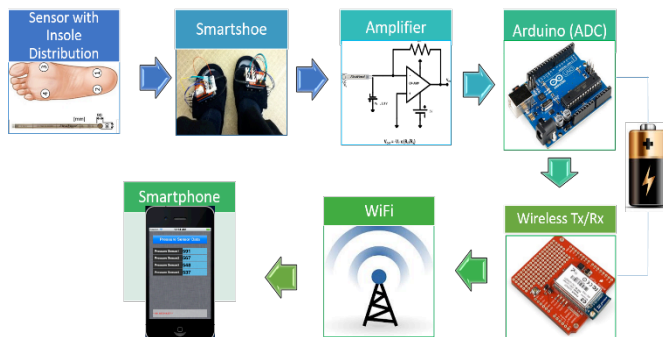 Sensor with
Insole
Distribution
Smartshoe
Amplifier
Arduino (ADC)
[mm]
Smartphone
WiFi
Wireless Tx/Rx
Pressure Sensor Data
Pressure Sensor1
Pressure Sensor2
Pressure Sensor3
Pressure Sensor4